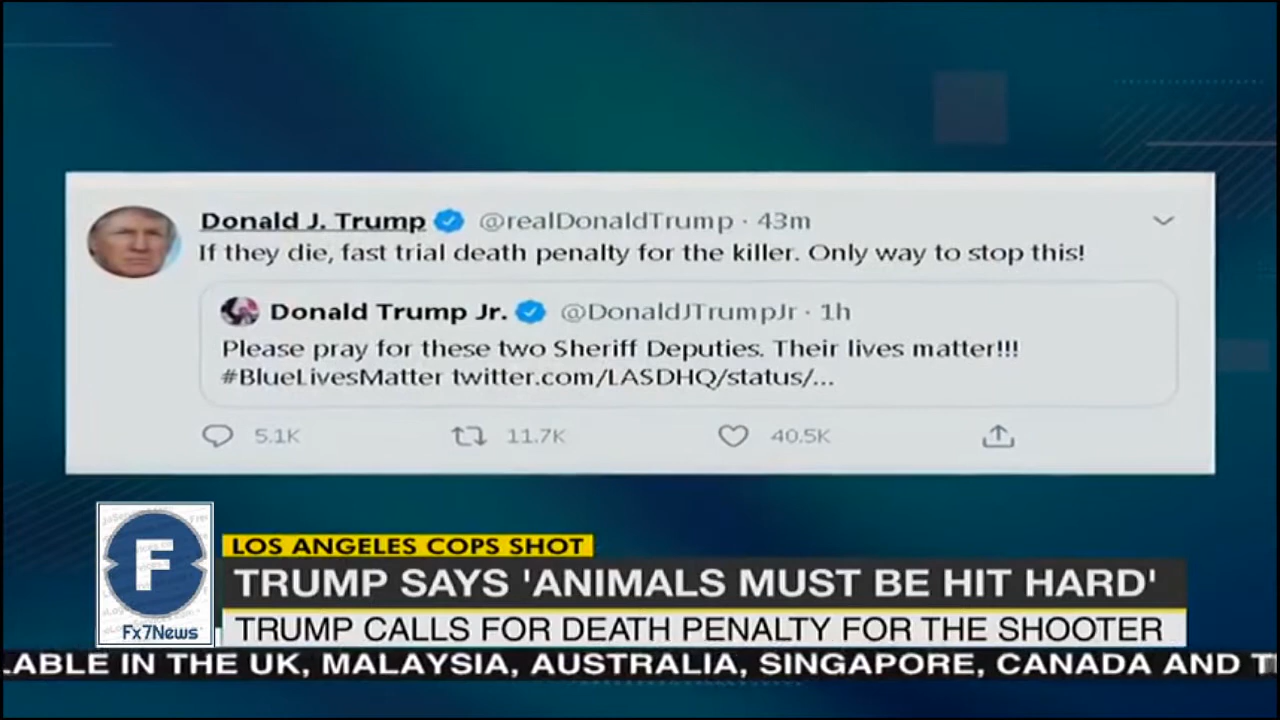 Donald J. Trump @realDonaldTrump · 43m
If they die, fast trial death penalty for the killer. Only way to stop this!
Donald Trump Jr. @DonaldJTrumpJr · 1h
Please pray for these two Sheriff Deputies. Their lives matter!!!
#BlueLivesMatter twitter.com/LASDHQ/status/...
5.1K 11.7K 40.5K
LOS ANGELES COPS SHOT
F
TRUMP SAYS 'ANIMALS MUST BE HIT HARD'
Fx7News
TRUMP CALLS FOR DEATH PENALTY FOR THE SHOOTER
LABLE IN THE UK, MALAYSIA, AUSTRALIA, SINGAPORE, CANADA AND T